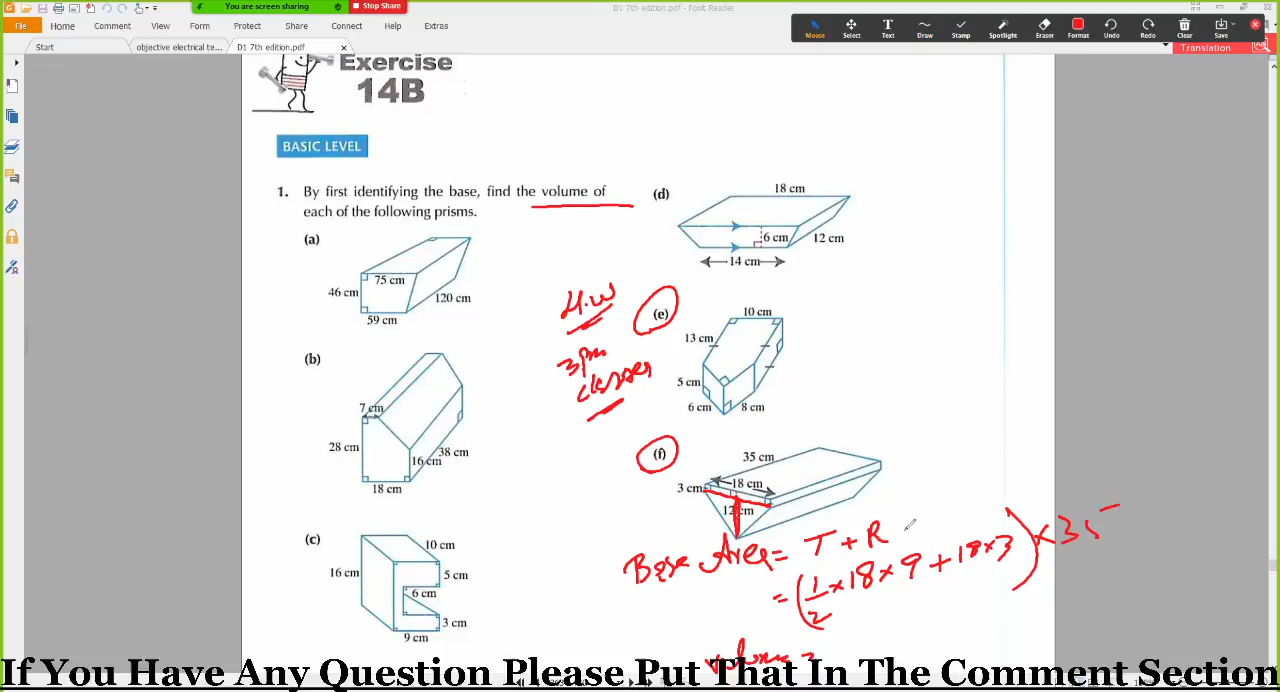 You are screen sharing
Stop Share
D1 7th edition.pdf - Foxit Reader
File Home Comment View Form Protect Share Connect Help Extras
Mouse Select Text Draw Stamp Spotlight Eraser Format Undo Redo Clear Save
Start objective electrical te... D1 7th edition.pdf
Translation
Exercise
14B
BASIC LEVEL
1. By first identifying the base, find the volume of
each of the following prisms.
(a)
75 cm
46 cm
120 cm
59 cm
(b)
7 cm
28 cm
38 cm
16 cm
18 cm
(c)
10 cm
16 cm
5 cm
6 cm
3 cm
9 cm
(d)
18 cm
6 cm
12 cm
14 cm
H.W
3pm
classes
(e)
10 cm
13 cm
5 cm
6 cm
8 cm
(f)
35 cm
18 cm
3 cm
12 cm
Base Area = T + R
= (1/2 × 18 × 9 + 18 × 3) × 35
volume =
If You Have Any Question Please Put That In The Comment Section